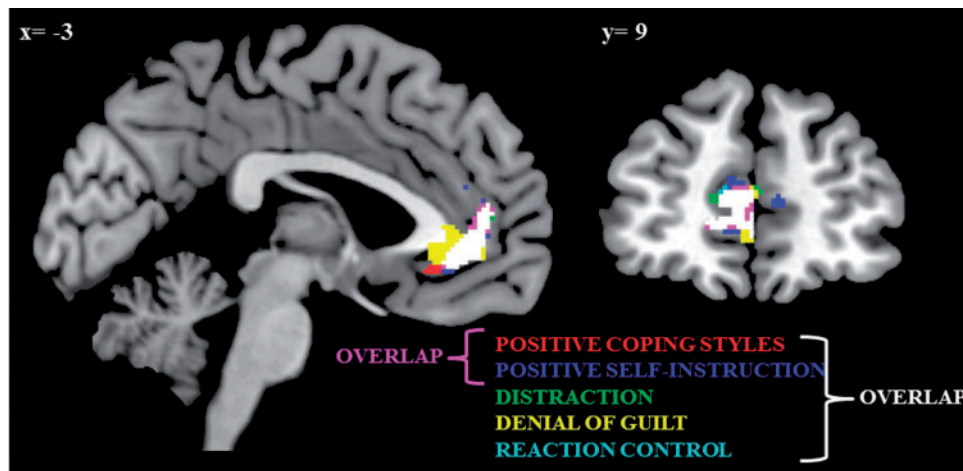 x= -3
y= 9
POSITIVE COPING STYLES
OVERLAP
POSITIVE SELF-INSTRUCTION
DISTRACTION
OVERLAP
DENIAL OF GUILT
REACTION CONTROL